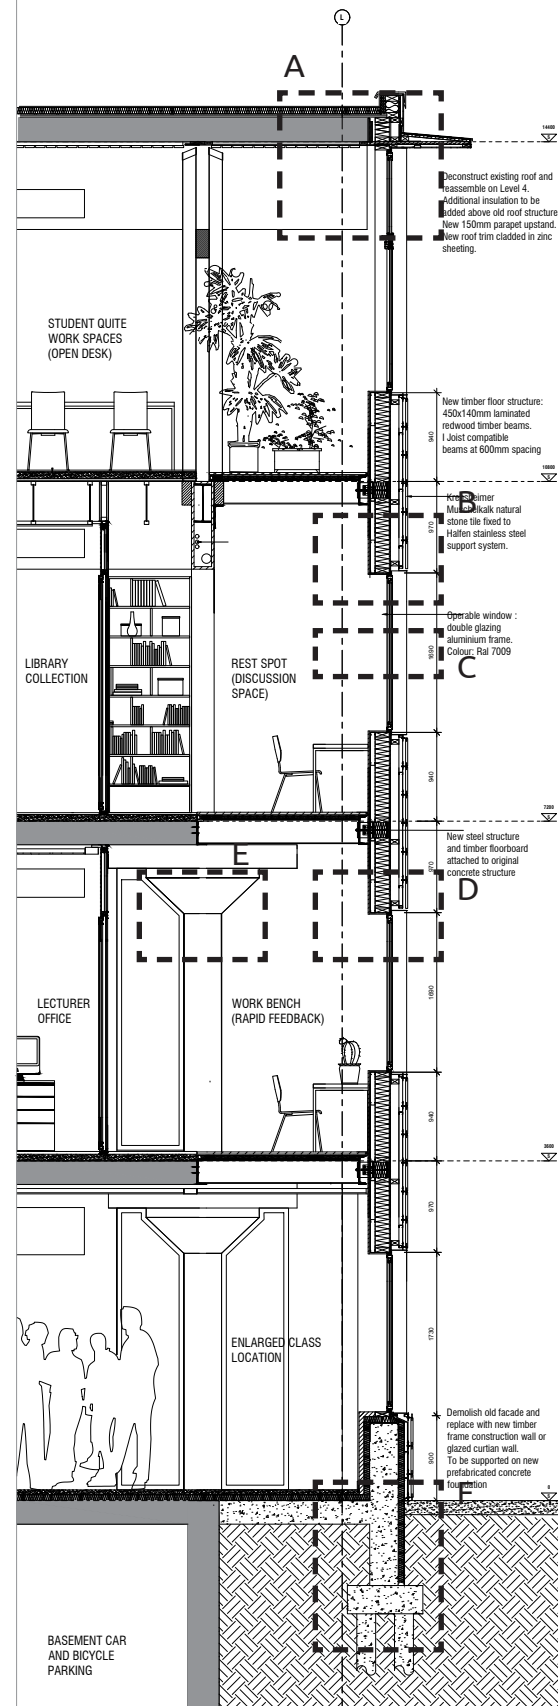 L
A
14400
Deconstruct existing roof and
reassemble on Level 4.
Additional insulation to be
added above old roof structure
New 150mm parapet upstand.
New roof trim cladded in zinc
sheeting.
STUDENT QUITE
WORK SPACES
(OPEN DESK)
New timber floor structure:
450x140mm laminated
redwood timber beams.
I Joist compatible
beams at 600mm spacing
940
10800
B
Muschelkalk natural
stone tile fixed to
Halfen stainless steel
support system.
970
Operable window :
double glazing
aluminium frame.
Colour: Ral 7009
1690
C
LIBRARY
COLLECTION
REST SPOT
(DISCUSSION
SPACE)
940
7200
New steel structure
and timber floorboard
attached to original
concrete structure
970
E
D
LECTURER
OFFICE
WORK BENCH
(RAPID FEEDBACK)
1690
940
3600
970
ENLARGED CLASS
LOCATION
1730
Demolish old facade and
replace with new timber
frame construction wall or
glazed curtian wall.
To be supported on new
prefabricated concrete
foundation
900
F
0
BASEMENT CAR
AND BICYCLE
PARKING